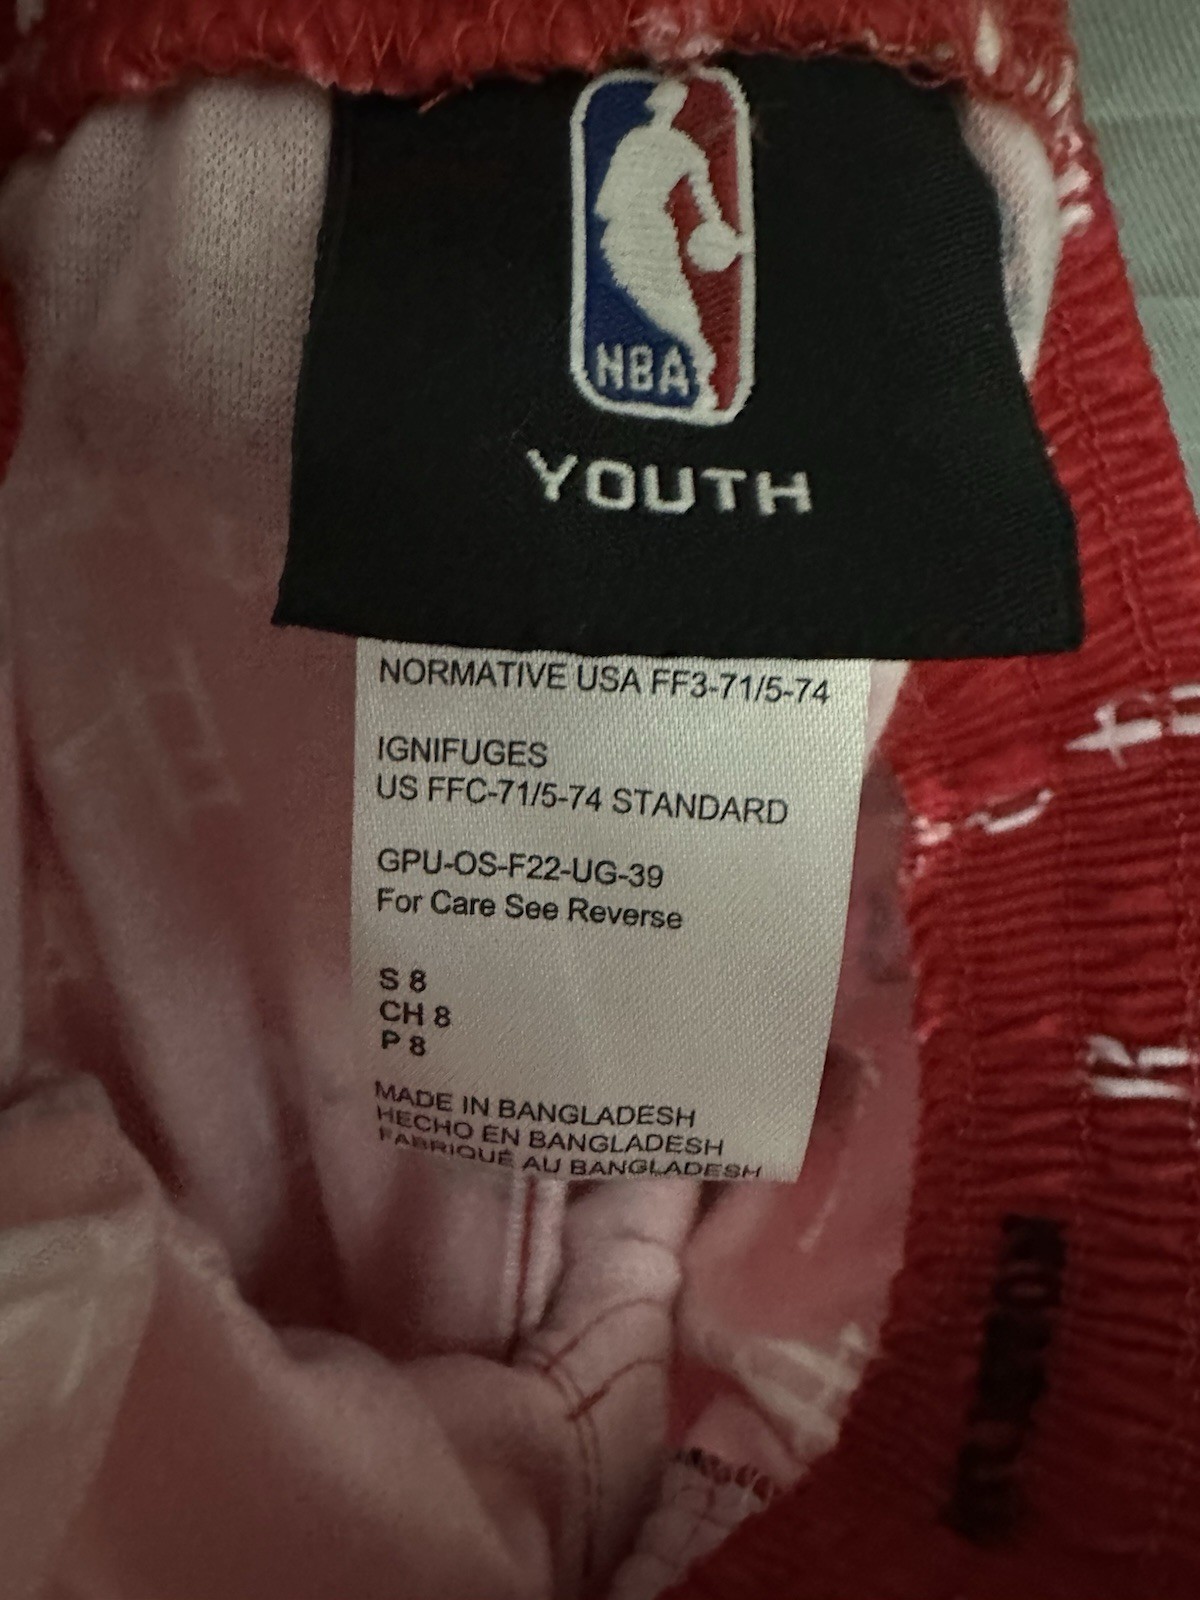 NBA
YOUTH
NORMATIVE USA FF3-71/5-74
IGNIFUGES
US FFC-71/5-74 STANDARD
GPU-OS-F22-UG-39
For Care See Reverse
S 8
CH 8
P 8
MADE IN BANGLADESH
HECHO EN BANGLADESH
FABRIQUÉ AU BANGLADESH